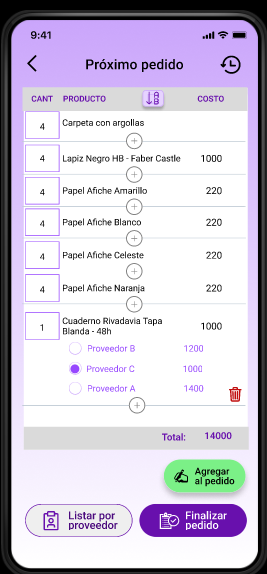 9:41
Próximo pedido
CANT PRODUCTO COSTO
4 Carpeta con argollas
4 Lapiz Negro HB - Faber Castle 1000
4 Papel Afiche Amarillo 220
4 Papel Afiche Blanco 220
4 Papel Afiche Celeste 220
4 Papel Afiche Naranja 220
1 Cuaderno Rivadavia Tapa 1000
Blanda - 48h
Proveedor B 1200
Proveedor C 1000
Proveedor A 1400
Total: 14000
Agregar
al pedido
Listar por
proveedor
Finalizar
pedido